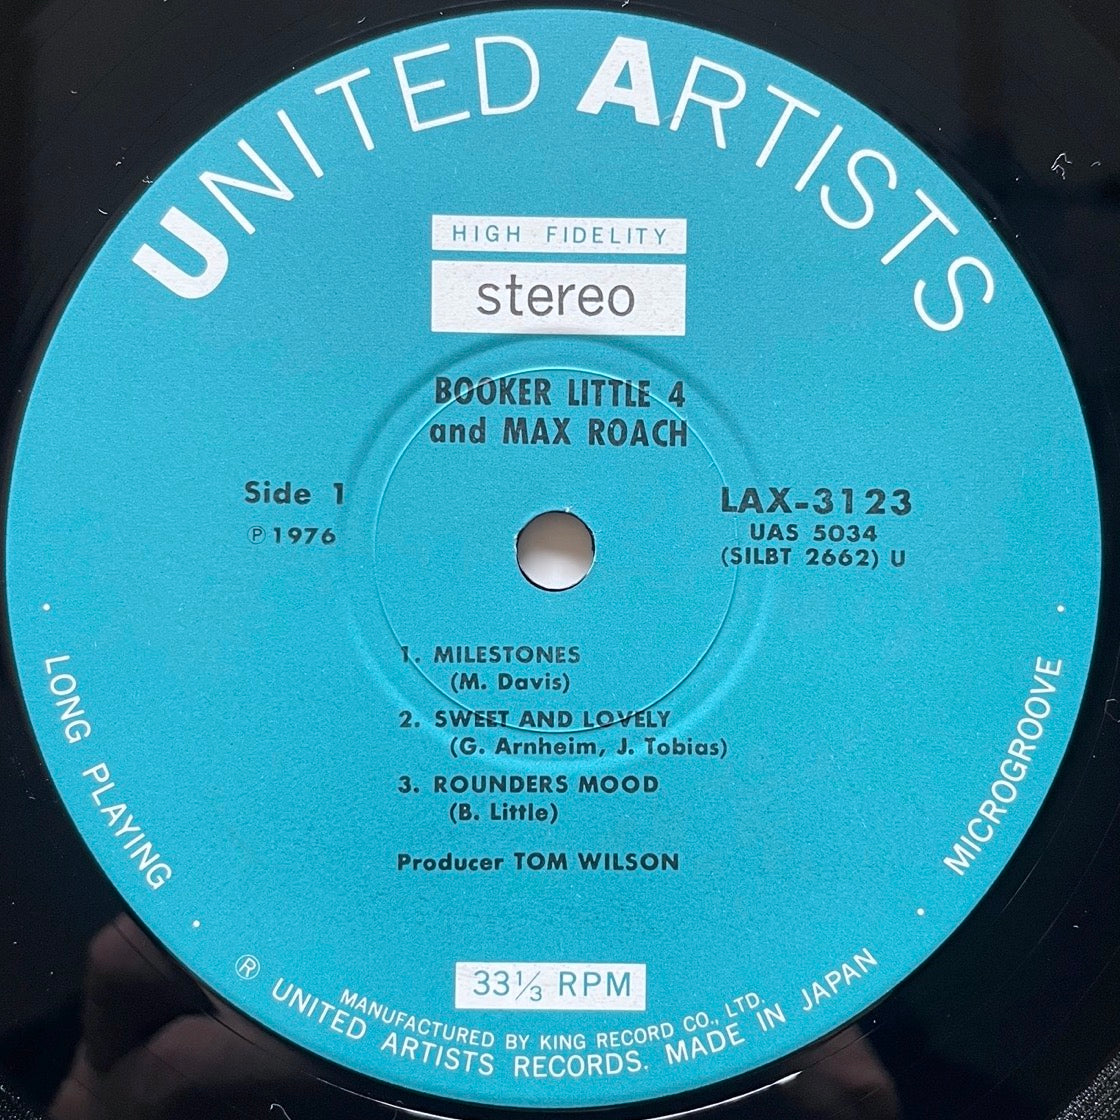 UNITED ARTISTS
HIGH FIDELITY
stereo
BOOKER LITTLE 4
and MAX ROACH
Side 1
Ⓟ 1976
LAX-3123
UAS 5034
(SILBT 2662) U
1. MILESTONES
(M. Davis)
2. SWEET AND LOVELY
(G. Arnheim, J. Tobias)
3. ROUNDERS MOOD
(B. Little)
Producer TOM WILSON
LONG PLAYING
MICROGROOVE
33⅓ RPM
MANUFACTURED BY KING RECORD CO., LTD.
® UNITED ARTISTS RECORDS. MADE IN JAPAN